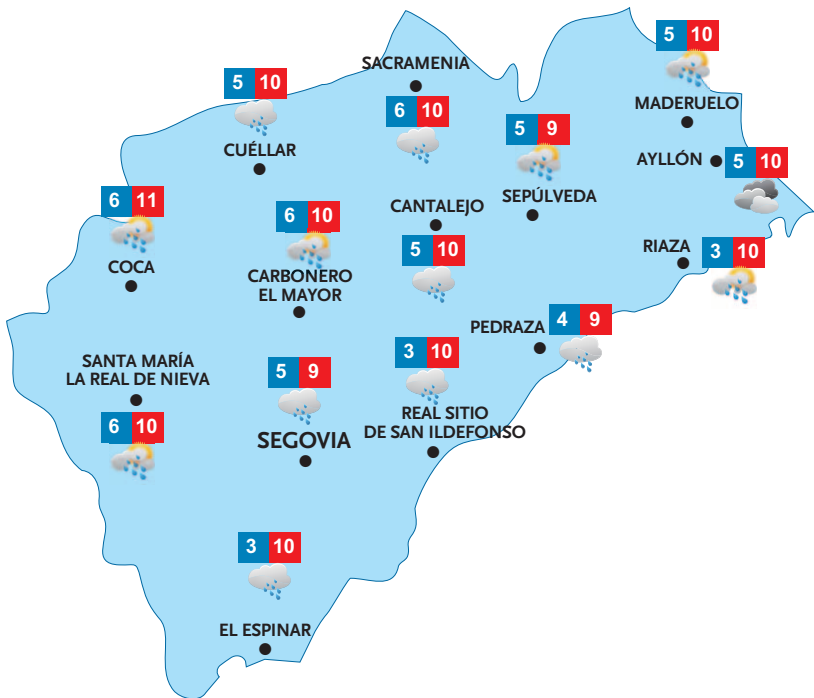 5 10
SACRAMENIA
6 10
5 10
CUÉLLAR
5 10
MADERUELO
5 9
SEPÚLVEDA
AYLLÓN
5 10
6 11
COCA
6 10
CARBONERO
EL MAYOR
CANTALEJO
5 10
RIAZA
3 10
PEDRAZA
4 9
SANTA MARÍA
LA REAL DE NIEVA
6 10
5 9
SEGOVIA
3 10
REAL SITIO
DE SAN ILDEFONSO
3 10
EL ESPINAR